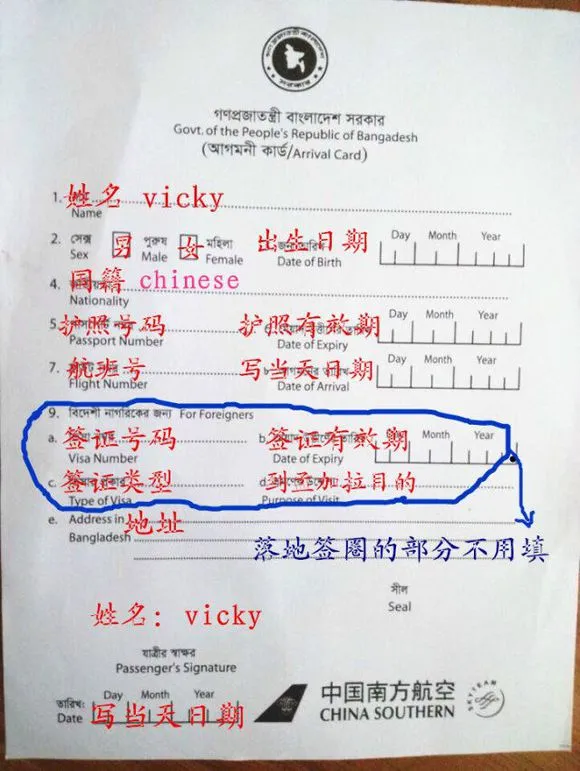 গণপ্রজাতন্ত্রী বাংলাদেশ সরকার
Govt. of the People's Republic of Bangadesh
(আগমনী কার্ড/Arrival Card)
1. 姓名 vicky
Name
2. সেক্স 男 পুরুষ 女 মহিলা 出生日期 Day Month Year
Sex Male Female Date of Birth
4. 国籍 chinese
Nationality
5. 护照号码 护照有效期 Day Month Year
Passport Number Date of Expiry
7. 航班号 写当天日期 Day Month Year
Flight Number Date of Arrival
9. বিদেশী নাগরিকের জন্য For Foreigners
a. 签证号码 b. 签证有效期 Day Month Year
Visa Number Date of Expiry
c. 签证类型 d. 到孟加拉目的
Type of Visa Purpose of Visit
e. Address in 地址
Bangladesh
落地签圈的部分不用填
সীল
Seal
姓名: vicky
যাত্রীর স্বাক্ষর
Passenger's Signature
তারিখ: Day Month Year
Date 写当天日期
中国南方航空
CHINA SOUTHERN
SKYTEAM